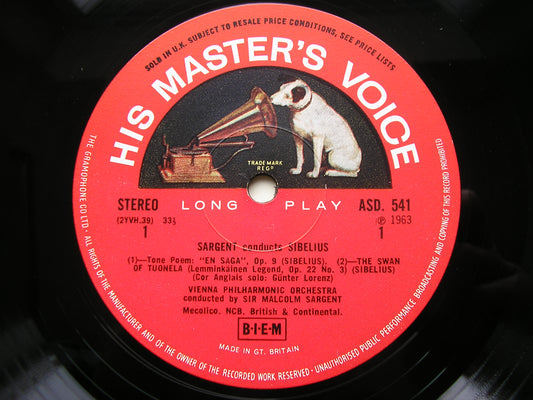 SOLD IN U.K. SUBJECT TO RESALE PRICE CONDITIONS, SEE PRICE LISTS
HIS MASTER'S VOICE
TRADE MARK
REGD
STEREO LONG PLAY ASD. 541
(2YVH.39) 33⅓ ℗ 1963
1 1
SARGENT conducts SIBELIUS
(1)—Tone Poem: "EN SAGA", Op. 9 (SIBELIUS). (2)—THE SWAN
OF TUONELA (Lemminkäinen Legend, Op. 22 No. 3) (SIBELIUS)
(Cor Anglais solo: Günter Lorenz)
VIENNA PHILHARMONIC ORCHESTRA
conducted by SIR MALCOLM SARGENT
Mecolico. NCB. British & Continental.
B·I·E·M
MADE IN GT. BRITAIN
THE GRAMOPHONE CO LTD. - ALL RIGHTS OF THE MANUFACTURER AND OF THE OWNER OF THE RECORDED WORK RESERVED - UNAUTHORISED PUBLIC PERFORMANCE BROADCASTING AND COPYING OF THIS RECORD PROHIBITED